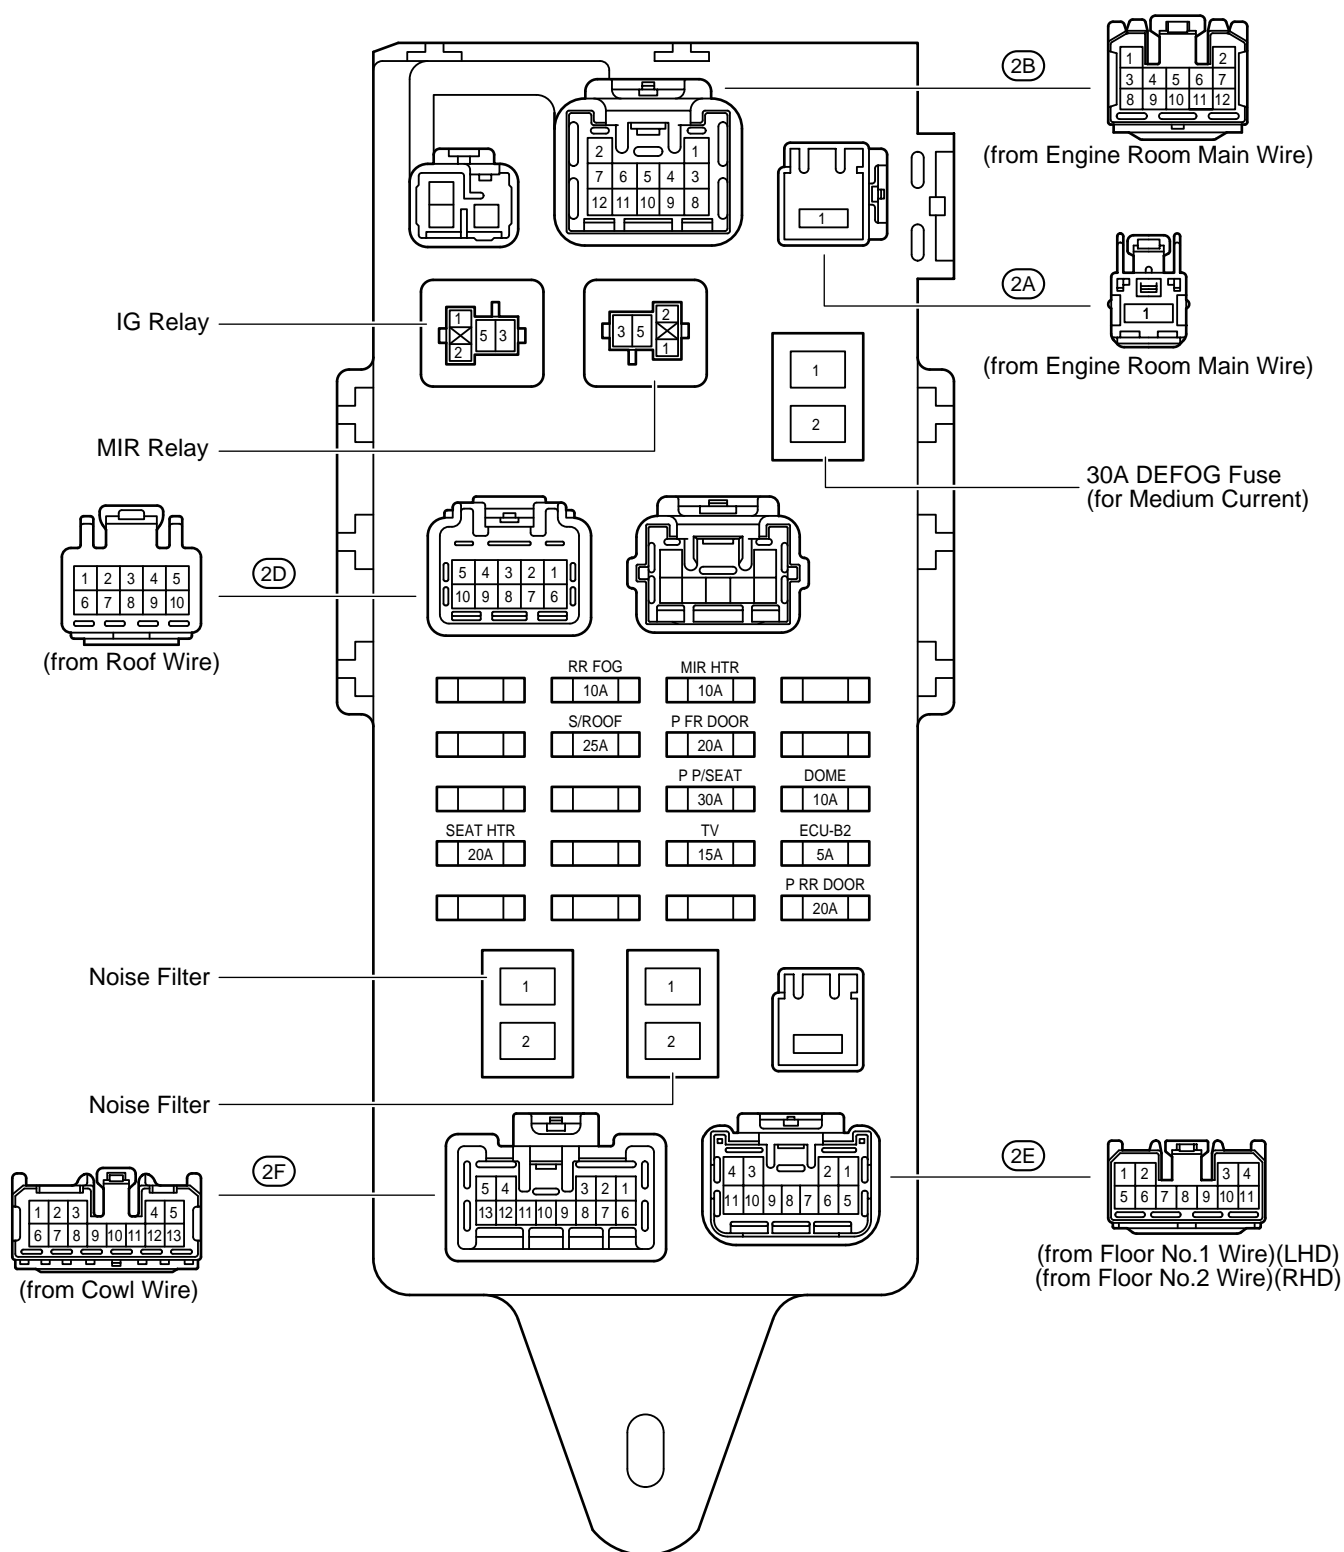 2B
1 2
3 4 5 6 7
8 9 10 11 12
(from Engine Room Main Wire)
2 1
7 6 5 4 3
12 11 10 9 8
1
2A
1
(from Engine Room Main Wire)
IG Relay
1
5 3
2
2
3 5
1
MIR Relay
1
2
30A DEFOG Fuse
(for Medium Current)
2D
1 2 3 4 5
6 7 8 9 10
(from Roof Wire)
5 4 3 2 1
10 9 8 7 6
RR FOG MIR HTR
10A 10A
S/ROOF P FR DOOR
25A 20A
P P/SEAT DOME
30A 10A
SEAT HTR TV ECU-B2
20A 15A 5A
P RR DOOR
20A
Noise Filter
1 1
2 2
Noise Filter
2F
1 2 3 4 5
6 7 8 9 10 11 12 13
(from Cowl Wire)
5 4 3 2 1
13 12 11 10 9 8 7 6
4 3 2 1
11 10 9 8 7 6 5
2E
1 2 3 4
5 6 7 8 9 10 11
(from Floor No.1 Wire)(LHD)
(from Floor No.2 Wire)(RHD)